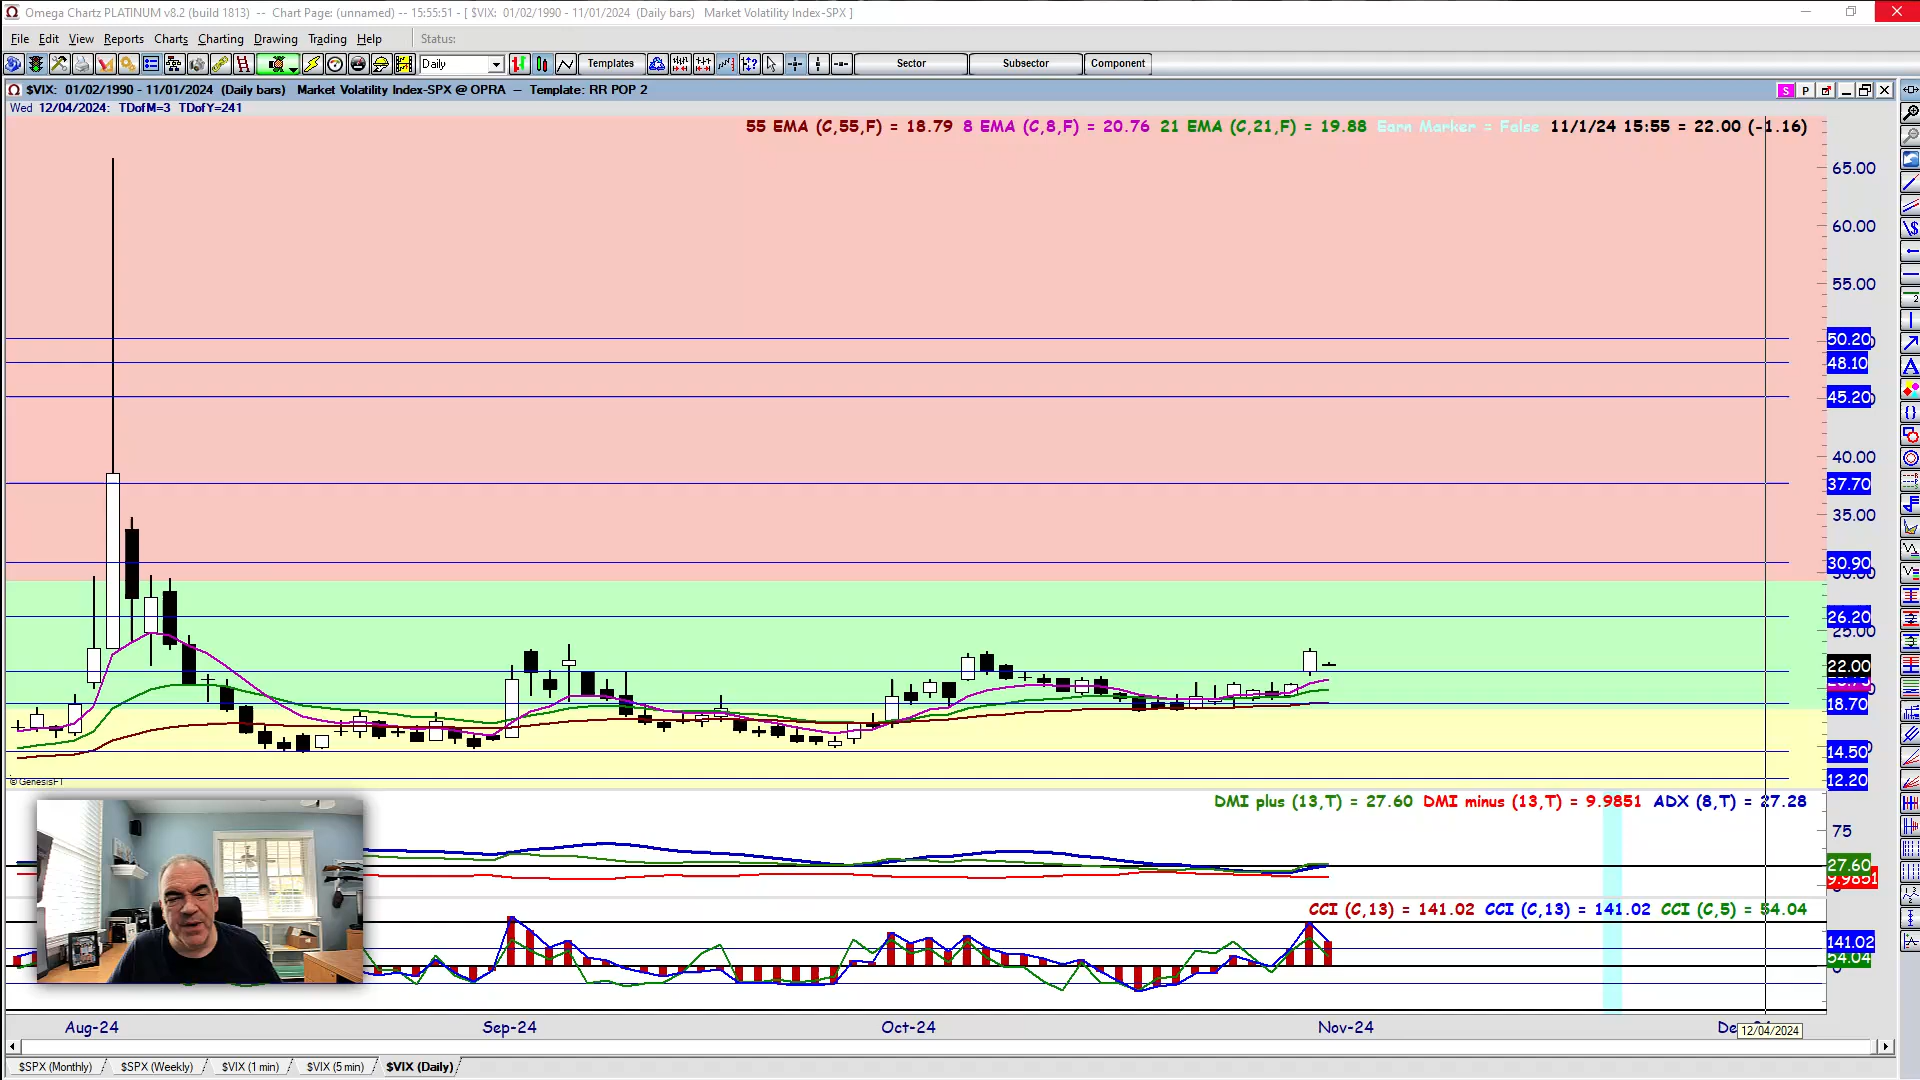 Omega Chartz PLATINUM v8.2 (build 1813) -- Chart Page: (unnamed) -- 15:55:51 - [ $VIX: 01/02/1990 - 11/01/2024 (Daily bars) Market Volatility Index-SPX ]
File Edit View Reports Charts Charting Drawing Trading Help Status:
Daily Templates Sector Subsector Component
$VIX: 01/02/1990 - 11/01/2024 (Daily bars) Market Volatility Index-SPX @ OPRA — Template: RR POP 2
S P
Wed 12/04/2024: TDofM=3 TDofY=241
55 EMA (C,55,F) = 18.79 8 EMA (C,8,F) = 20.76 21 EMA (C,21,F) = 19.88 Earn Marker = False 11/1/24 15:55 = 22.00 (-1.16)
65.00
60.00
55.00
50.20
48.10
45.20
40.00
37.70
35.00
30.90
26.20
25.00
22.00
18.70
14.50
12.20
© GenesisFT
DMI plus (13,T) = 27.60 DMI minus (13,T) = 9.9851 ADX (8,T) = 27.28
75
27.60
9.9851
CCI (C,13) = 141.02 CCI (C,13) = 141.02 CCI (C,5) = 54.04
141.02
54.04
Aug-24 Sep-24 Oct-24 Nov-24
12/04/2024
$SPX (Monthly) $SPX (Weekly) $VIX (1 min) $VIX (5 min) $VIX (Daily)